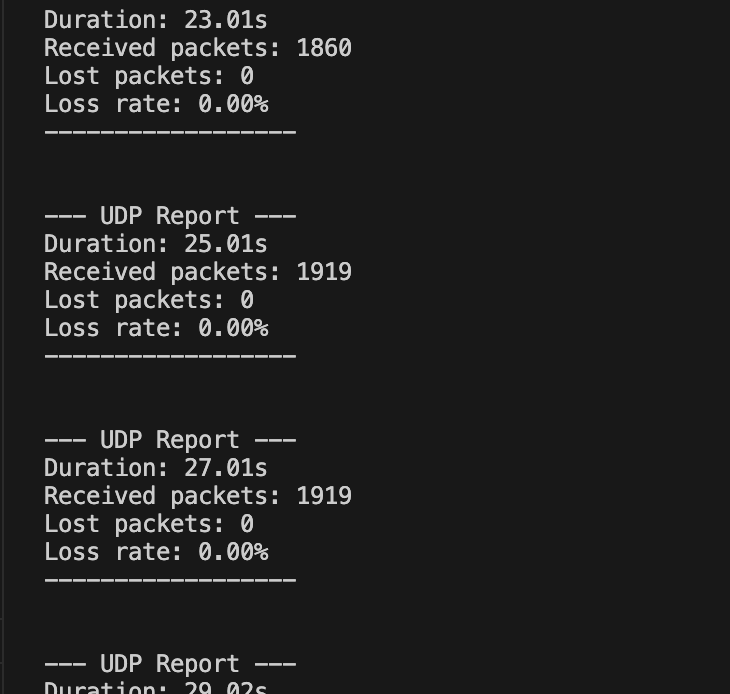 Duration: 23.01s
Received packets: 1860
Lost packets: 0
Loss rate: 0.00%
------------------
--- UDP Report ---
Duration: 25.01s
Received packets: 1919
Lost packets: 0
Loss rate: 0.00%
------------------
--- UDP Report ---
Duration: 27.01s
Received packets: 1919
Lost packets: 0
Loss rate: 0.00%
------------------
--- UDP Report ---
Duration: 29.02s